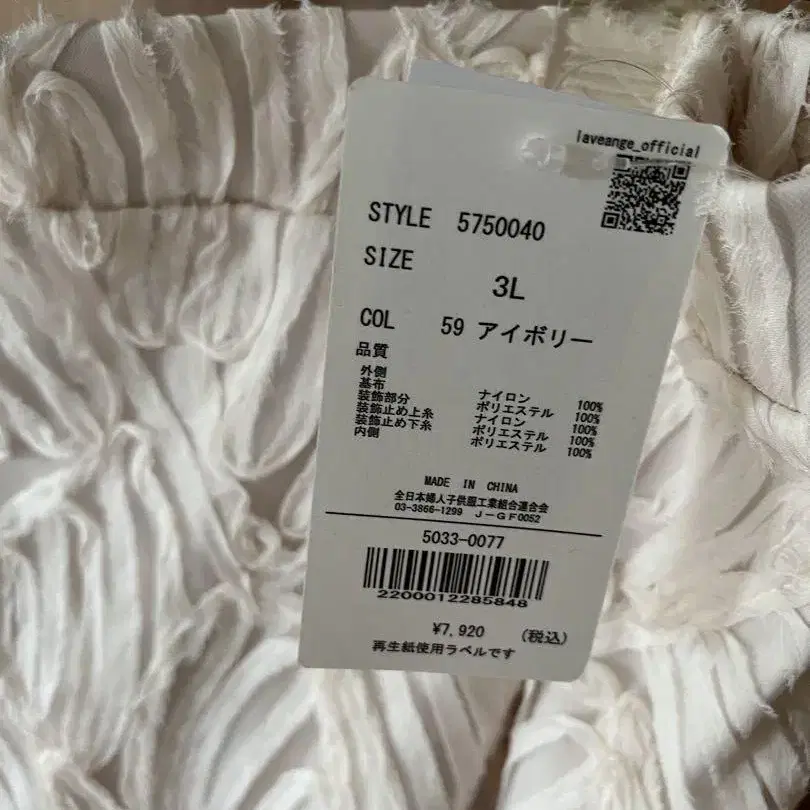 laveange_official
STYLE 5750040
SIZE 3L
COL 59 アイボリー
品質
外側
基布 ナイロン 100%
装飾部分 ポリエステル 100%
装飾止め上糸 ナイロン 100%
装飾止め下糸 ポリエステル 100%
内側 ポリエステル 100%
MADE IN CHINA
全日本婦人子供服工業組合連合会
03-3866-1299 J-GF0052
5033-0077
2200012285848
¥7,920 (税込)
再生紙使用ラベルです